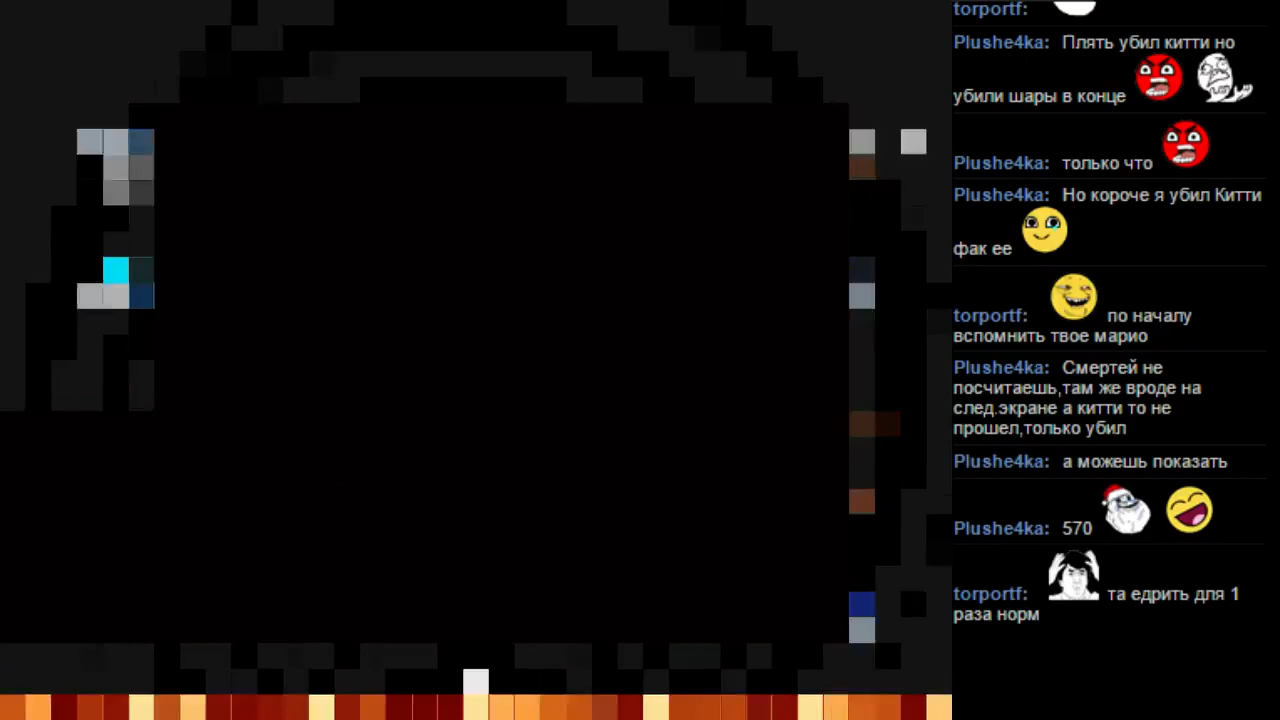 torportf:
Plushe4ka: Плять убил китти но
убили шары в конце
Plushe4ka: только что
Plushe4ka: Но короче я убил Китти
фак ее
torportf: по началу
вспомнить твое марио
Plushe4ka: Смертей не
посчитаешь,там же вроде на
след.экране а китти то не
прошел,только убил
Plushe4ka: а можешь показать
Plushe4ka: 570
torportf: та едрить для 1
раза норм